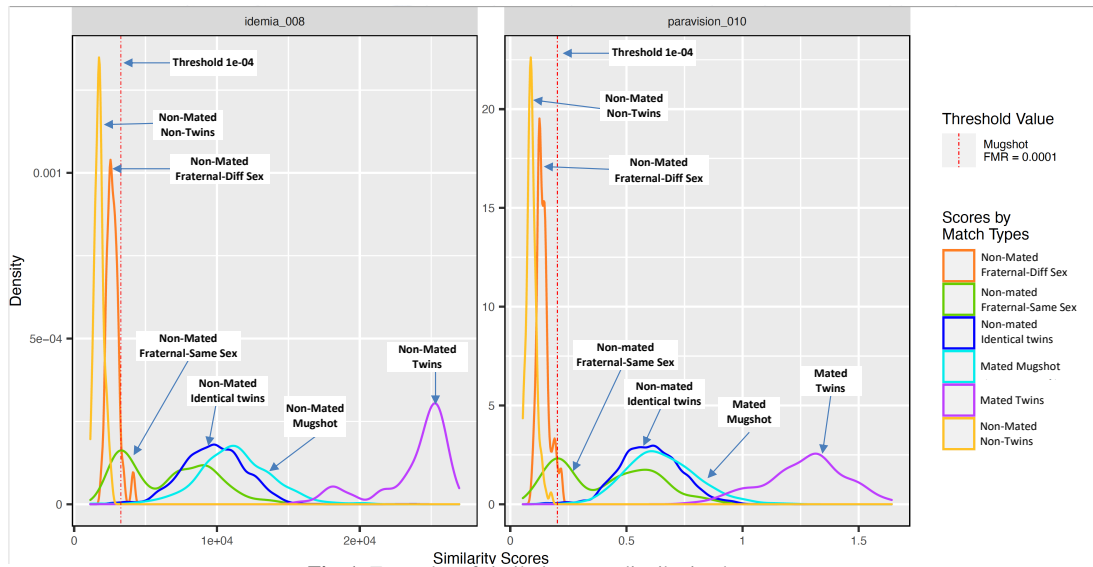 idemia_008
Threshold 1e-04
Non-Mated
Non-Twins
Non-Mated
Fraternal-Diff Sex
Non-Mated
Fraternal-Same Sex
Non-Mated
Identical twins
Non-Mated
Mugshot
Non-Mated
Twins
Density
0.001
5e−04
0
0
1e+04
2e+04
paravision_010
Threshold 1e-04
Non-Mated
Non-Twins
Non-Mated
Fraternal-Diff Sex
Non-mated
Fraternal-Same Sex
Non-mated
Identical twins
Mated
Mugshot
Mated
Twins
20
15
10
5
0
0
0.5
1
1.5
Similarity Scores
Threshold Value
Mugshot
FMR = 0.0001
Scores by
Match Types
Non-Mated
Fraternal-Diff Sex
Non-mated
Fraternal-Same Sex
Non-mated
Identical twins
Mated Mugshot
Mated Twins
Non-Mated
Non-Twins